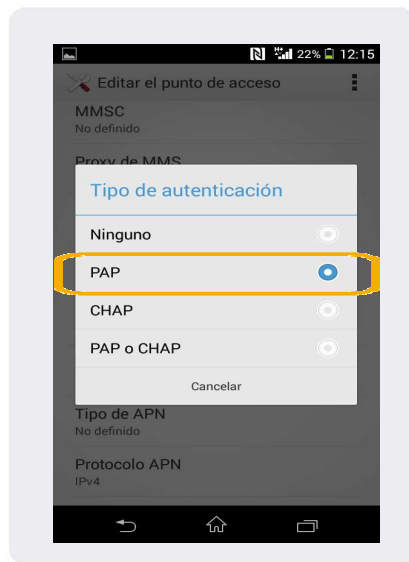 22% 12:15
Editar el punto de acceso
MMSC
No definido
Proxy de MMS
Tipo de autenticación
Ninguno
PAP
CHAP
PAP o CHAP
Cancelar
Tipo de APN
No definido
Protocolo APN
IPv4